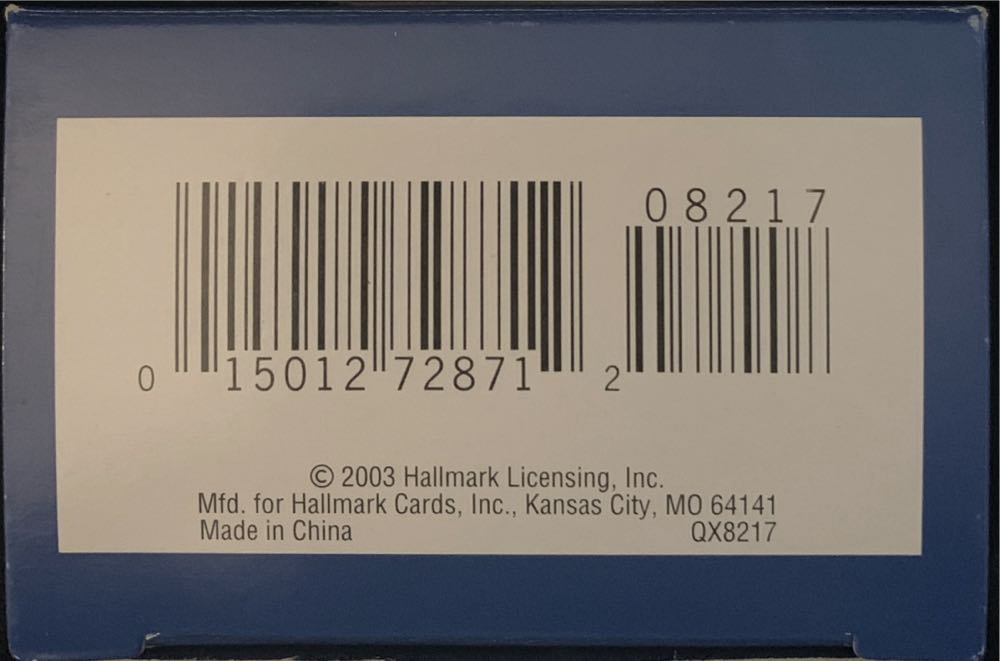 08217
0 15012 72871 2
© 2003 Hallmark Licensing, Inc.
Mfd. for Hallmark Cards, Inc., Kansas City, MO 64141
Made in China QX8217